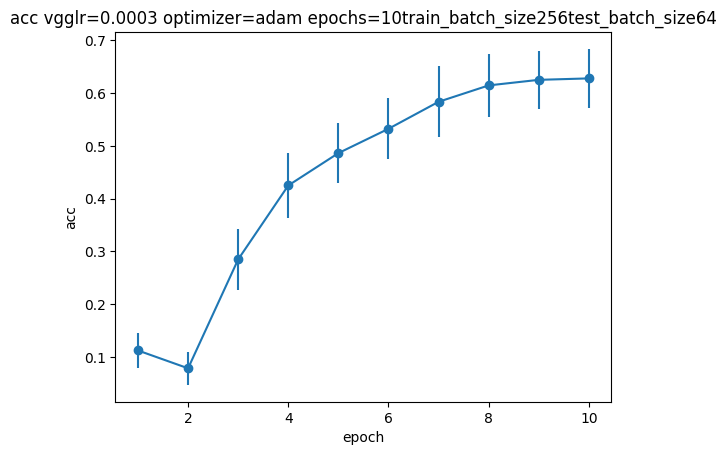 acc vgglr=0.0003 optimizer=adam epochs=10train_batch_size256test_batch_size64
0.7
0.6
0.5
0.4
0.3
0.2
0.1
acc
2 4 6 8 10
epoch